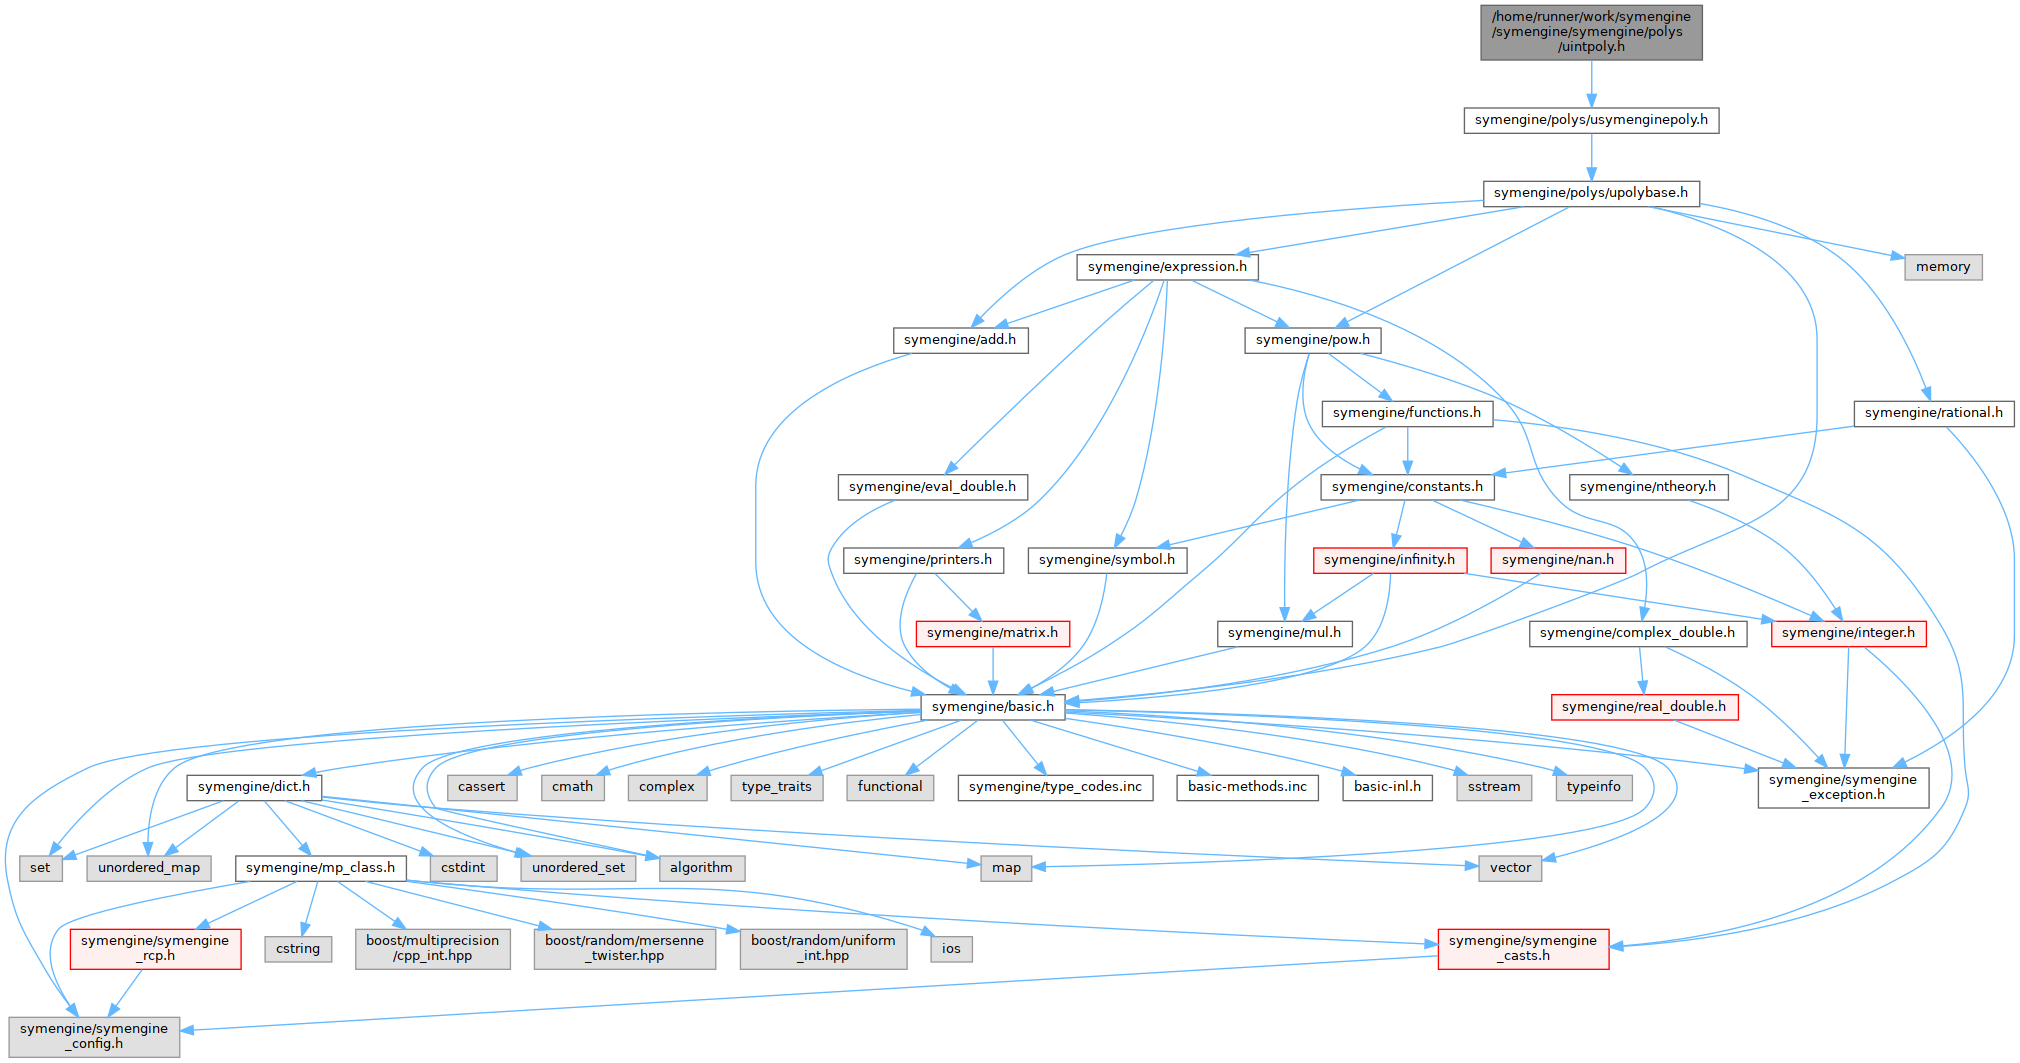 /home/runner/work/symengine
/symengine/symengine/polys
/uintpoly.h
symengine/polys/usymenginepoly.h
symengine/polys/upolybase.h
symengine/expression.h
memory
symengine/add.h
symengine/pow.h
symengine/functions.h
symengine/rational.h
symengine/eval_double.h
symengine/constants.h
symengine/ntheory.h
symengine/printers.h
symengine/symbol.h
symengine/infinity.h
symengine/nan.h
symengine/matrix.h
symengine/mul.h
symengine/complex_double.h
symengine/integer.h
symengine/basic.h
symengine/real_double.h
symengine/dict.h
cassert
cmath
complex
type_traits
functional
symengine/type_codes.inc
basic-methods.inc
basic-inl.h
sstream
typeinfo
symengine/symengine
_exception.h
set
unordered_map
symengine/mp_class.h
cstdint
unordered_set
algorithm
map
vector
symengine/symengine
_rcp.h
cstring
boost/multiprecision
/cpp_int.hpp
boost/random/mersenne
_twister.hpp
boost/random/uniform
_int.hpp
ios
symengine/symengine
_casts.h
symengine/symengine
_config.h